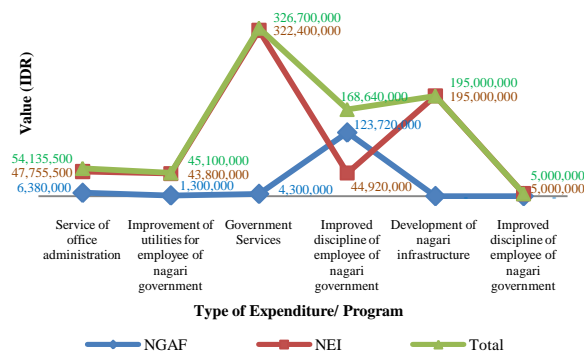 326,700,000
322,400,000
195,000,000
195,000,000
168,640,000
123,720,000
54,135,500
47,755,500
6,380,000
45,100,000
43,800,000
1,300,000
4,300,000
44,920,000
5,000,000
5,000,000
Value (IDR)
Service of
office
administration
Improvement of
utilities for
employee of
nagari
government
Government
Services
Improved
discipline of
employee of
nagari
government
Development of
nagari
infrastructure
Improved
discipline of
employee of
nagari
government
Type of Expenditure/ Program
NGAF
NEI
Total